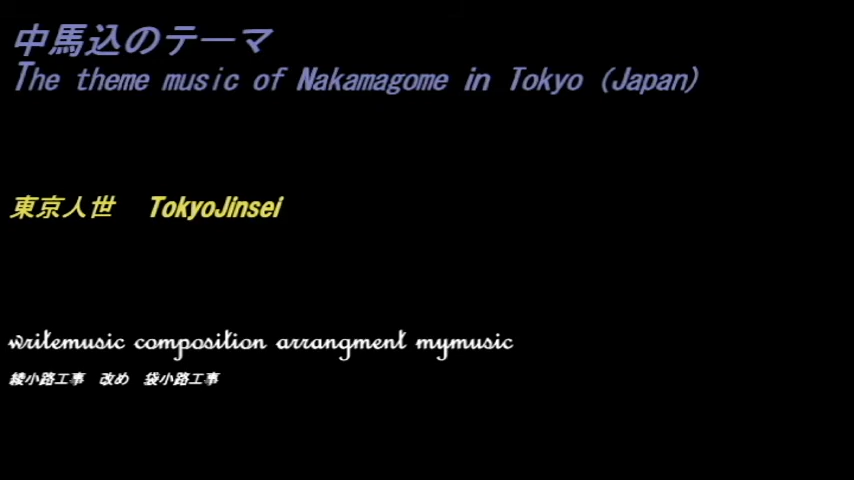 中馬込のテーマ
The theme music of Nakamagome in Tokyo (Japan)
東京人世　TokyoJinsei
writemusic composition arrangment mymusic
綾小路工事　改め　袋小路工事